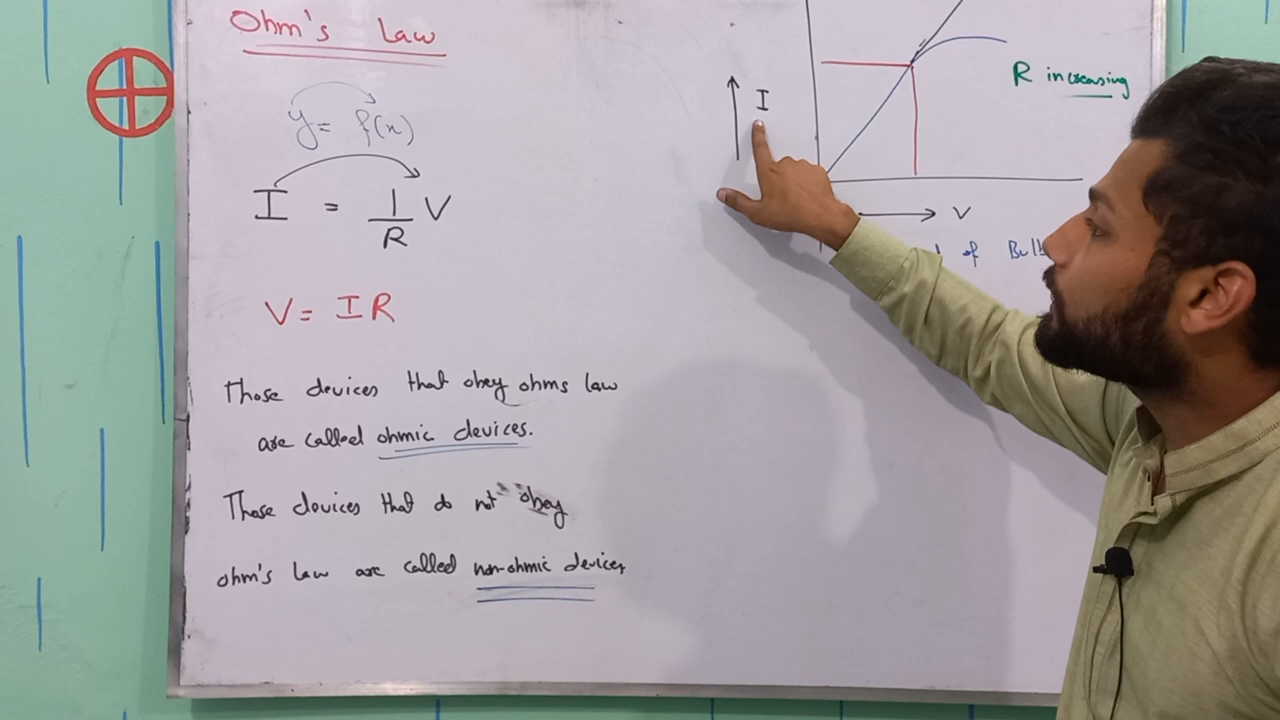 Ohm's Law
y = f(x)
I = 1/R V
V = IR
Those devices that obey ohms law
are called ohmic devices.
Those devices that do not obey
ohm's law are called non-ohmic devices
I
R increasing
V
of Bulb